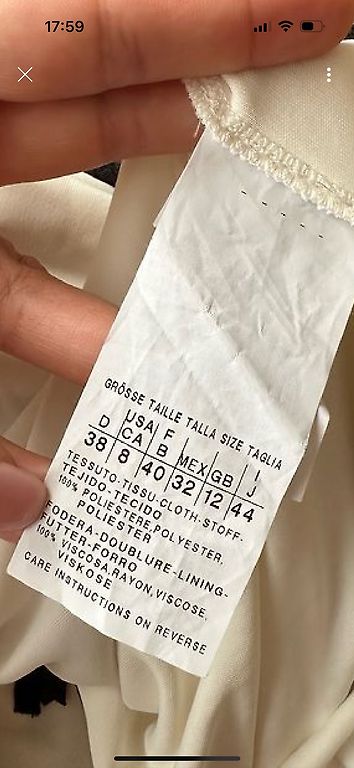 17:59
GRÖSSE TAILLE TALLA SIZE TAGLIA
D USA CA F B MEX GB I J
38 8 40 32 12 44
TESSUTO-TISSU-CLOTH-STOFF-
TEJIDO-TECIDO
100% POLIESTERE,POLYESTER,
POLIESTER
FODERA-DOUBLURE-LINING-
FUTTER-FORRO
100% VISCOSA,RAYON,VISCOSE,
VISKOSE
CARE INSTRUCTIONS ON REVERSE